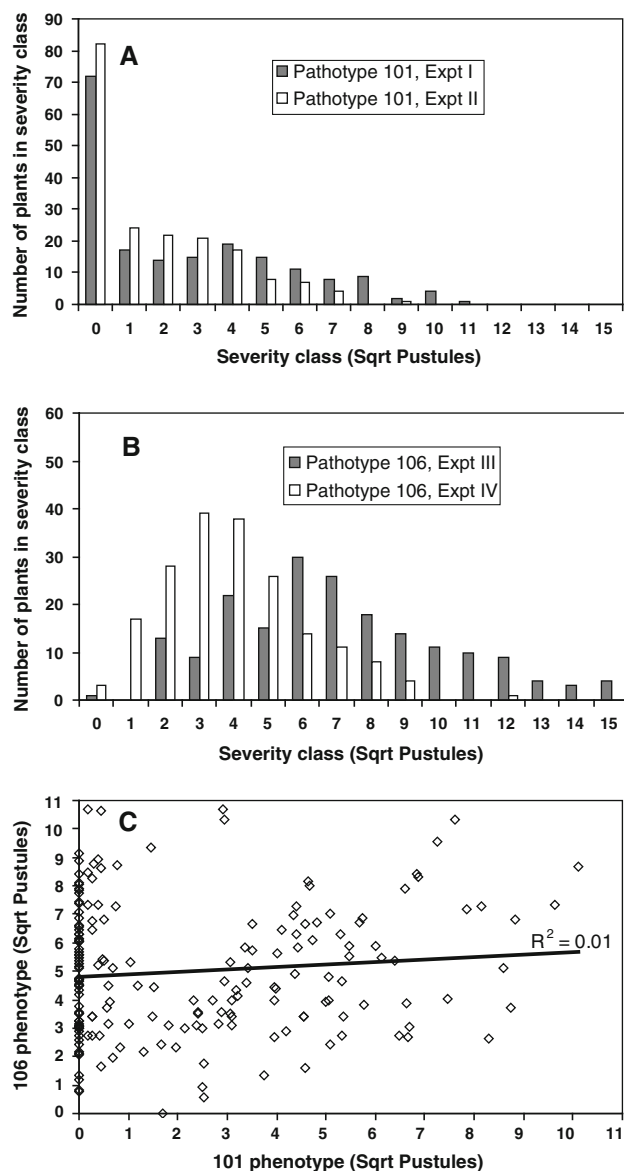 A
Number of plants in severity class
90
80
70
60
50
40
30
20
10
0
Pathotype 101, Expt I
Pathotype 101, Expt II
0 1 2 3 4 5 6 7 8 9 10 11 12 13 14 15
Severity class (Sqrt Pustules)
B
Number of plants in severity class
60
50
40
30
20
10
0
Pathotype 106, Expt III
Pathotype 106, Expt IV
0 1 2 3 4 5 6 7 8 9 10 11 12 13 14 15
Severity class (Sqrt Pustules)
C
106 phenotype (Sqrt Pustules)
11
10
9
8
7
6
5
4
3
2
1
0
R² = 0.01
0 1 2 3 4 5 6 7 8 9 10 11
101 phenotype (Sqrt Pustules)